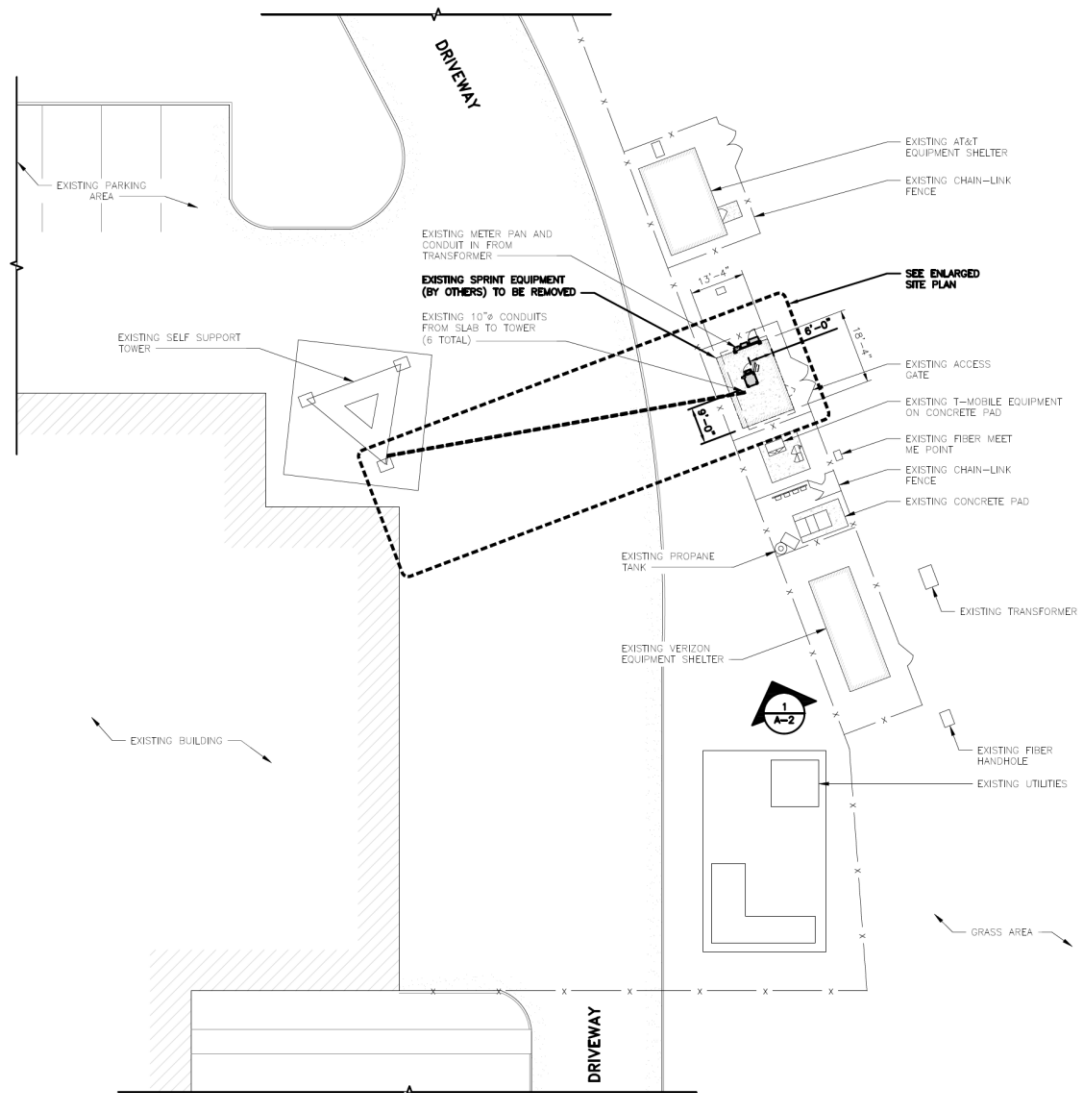 DRIVEWAY
EXISTING AT&T
EQUIPMENT SHELTER
EXISTING CHAIN-LINK
FENCE
EXISTING PARKING
AREA
EXISTING METER PAN AND
CONDUIT IN FROM
TRANSFORMER
EXISTING SPRINT EQUIPMENT
(BY OTHERS) TO BE REMOVED
EXISTING 10"ø CONDUITS
FROM SLAB TO TOWER
(6 TOTAL)
13'-4"
SEE ENLARGED
SITE PLAN
6'-0"
18'-4"
6'-0"
EXISTING SELF SUPPORT
TOWER
EXISTING ACCESS
GATE
EXISTING T-MOBILE EQUIPMENT
ON CONCRETE PAD
EXISTING FIBER MEET
ME POINT
EXISTING CHAIN-LINK
FENCE
EXISTING CONCRETE PAD
EXISTING PROPANE
TANK
EXISTING TRANSFORMER
EXISTING VERIZON
EQUIPMENT SHELTER
1
A-2
EXISTING BUILDING
EXISTING FIBER
HANDHOLE
EXISTING UTILITIES
GRASS AREA
DRIVEWAY